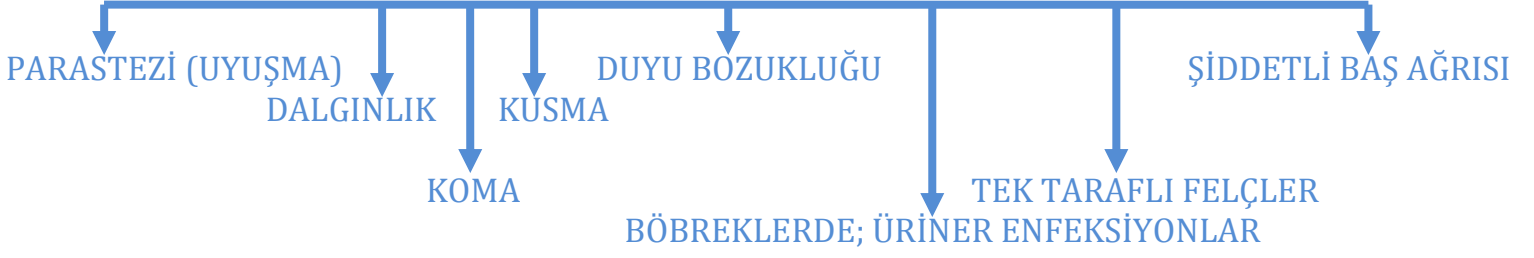 PARASTEZİ (UYUŞMA) DUYU BOZUKLUĞU ŞİDDETLİ BAŞ AĞRISI
DALGINLIK KUSMA
KOMA TEK TARAFLI FELÇLER
BÖBREKLERDE; ÜRİNER ENFEKSİYONLAR